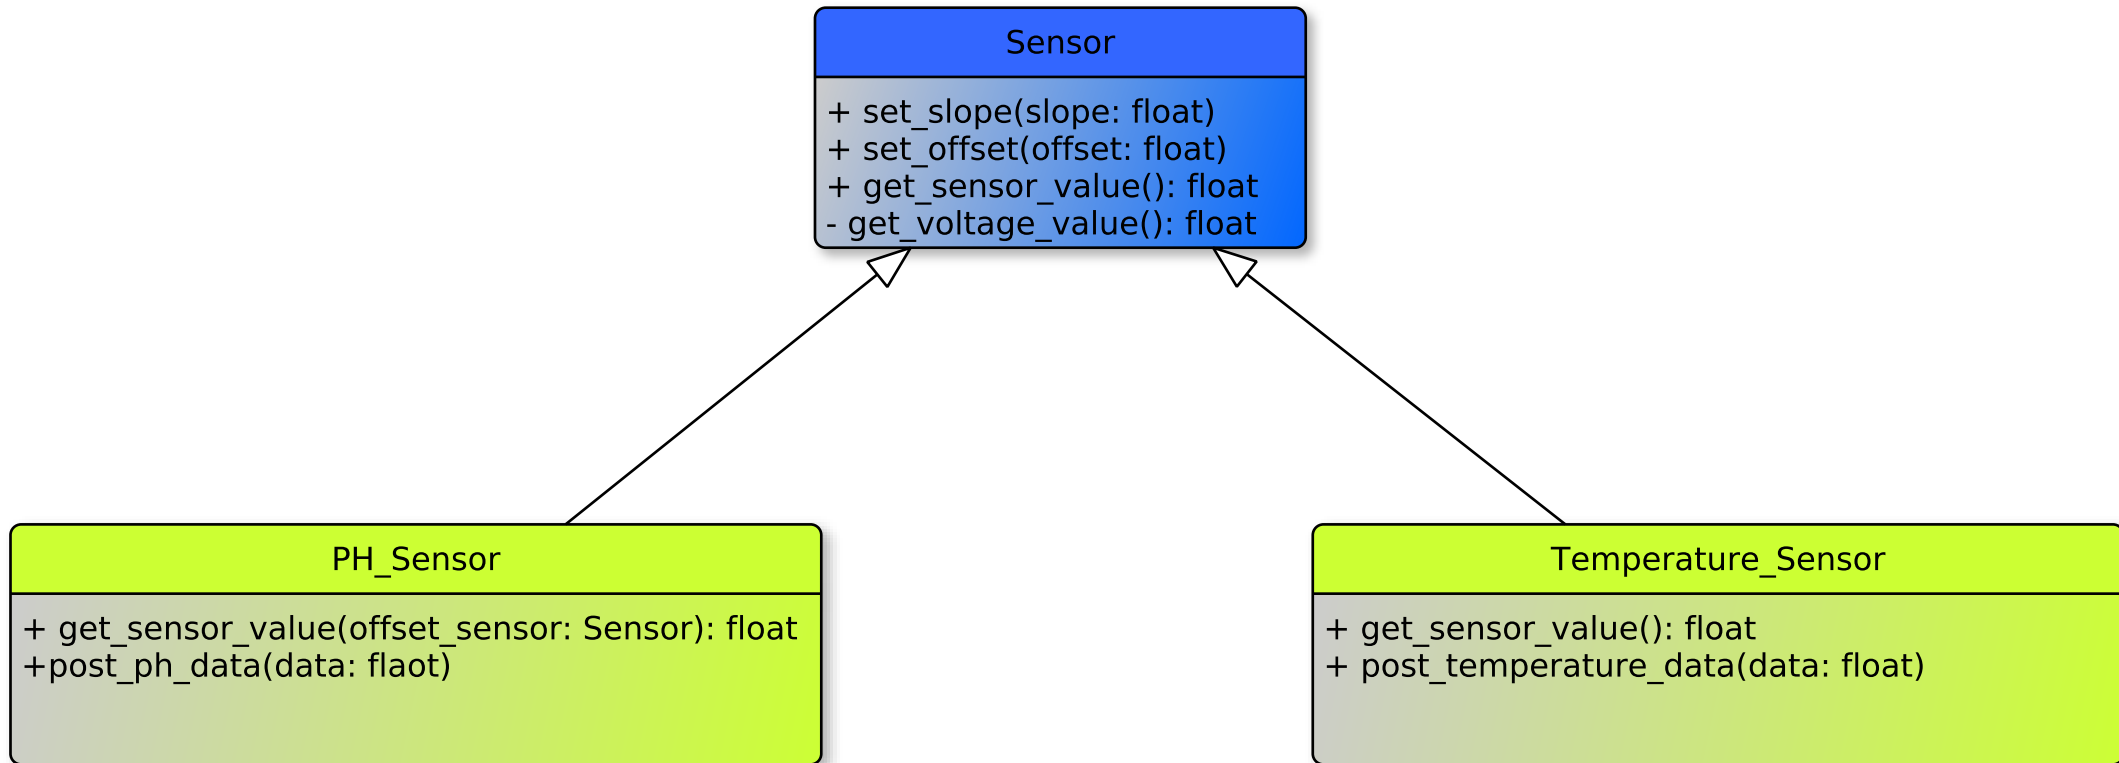 Sensor
+ set_slope(slope: float)
+ set_offset(offset: float)
+ get_sensor_value(): float
- get_voltage_value(): float
PH_Sensor
+ get_sensor_value(offset_sensor: Sensor): float
+post_ph_data(data: flaot)
Temperature_Sensor
+ get_sensor_value(): float
+ post_temperature_data(data: float)